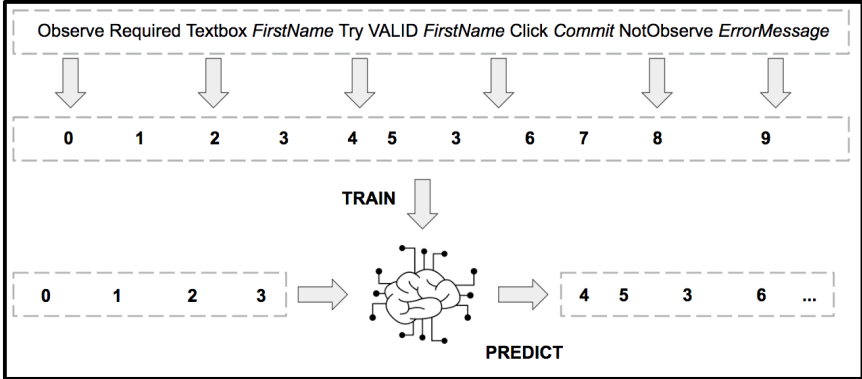 Observe Required Textbox FirstName Try VALID FirstName Click Commit NotObserve ErrorMessage
0 1 2 3 4 5 3 6 7 8 9
TRAIN
0 1 2 3
4 5 3 6 ...
PREDICT